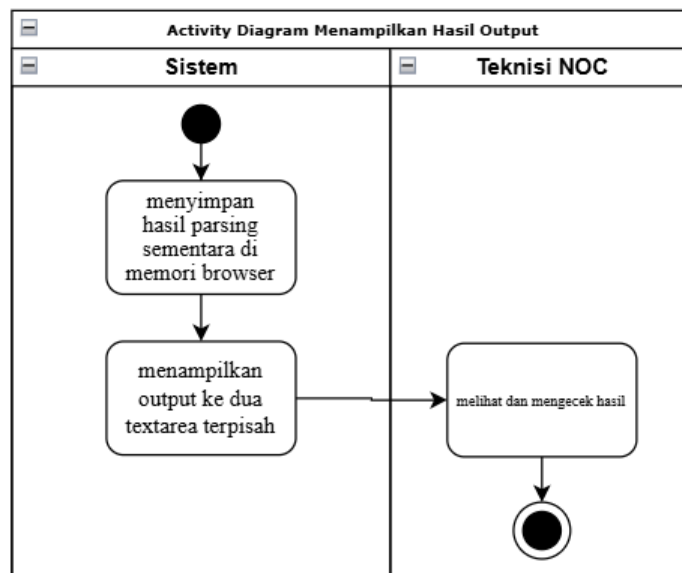 Activity Diagram Menampilkan Hasil Output
Sistem
Teknisi NOC
menyimpan
hasil parsing
sementara di
memori browser
menampilkan
output ke dua
textarea terpisah
melihat dan mengecek hasil